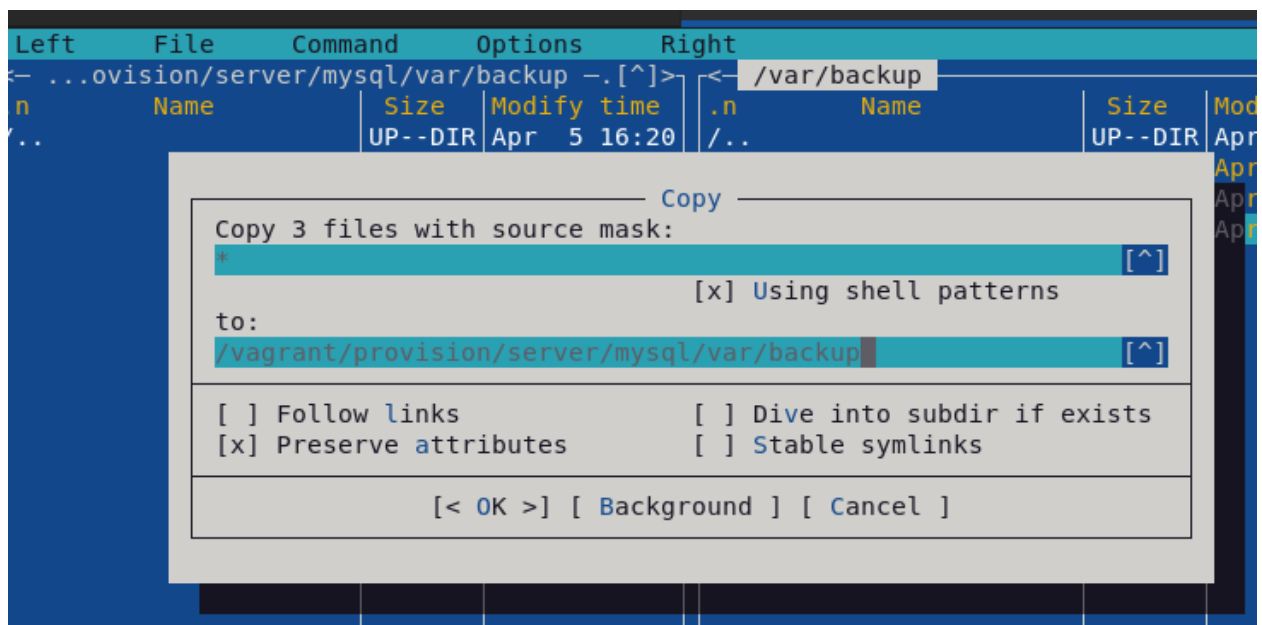 Left File Command Options Right
<— ...ovision/server/mysql/var/backup —.[^]> <— /var/backup
.n Name Size Modify time .n Name Size Mod
/.. UP--DIR Apr 5 16:20 /.. UP--DIR Apr
Apr
Copy Apr
Copy 3 files with source mask: Apr
* [^]
[x] Using shell patterns
to:
/vagrant/provision/server/mysql/var/backup [^]
[ ] Follow links [ ] Dive into subdir if exists
[x] Preserve attributes [ ] Stable symlinks
[< OK >] [ Background ] [ Cancel ]